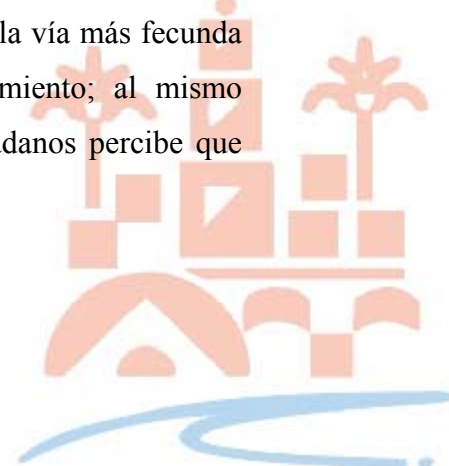 la vía más fecunda
miento; al mismo
danos percibe que